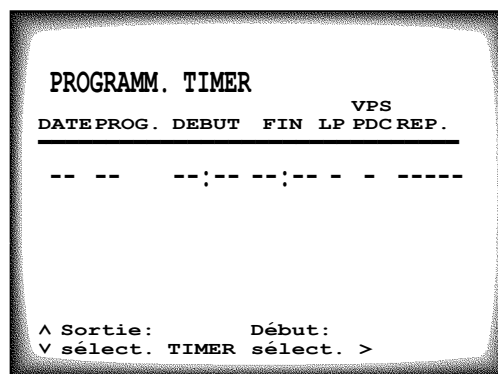 PROGRAMM. TIMER
VPS
DATE PROG. DEBUT FIN LP PDC REP.
-- -- --:-- --:-- - - -----
∧ Sortie: Début:
∨ sélect. TIMER sélect. >